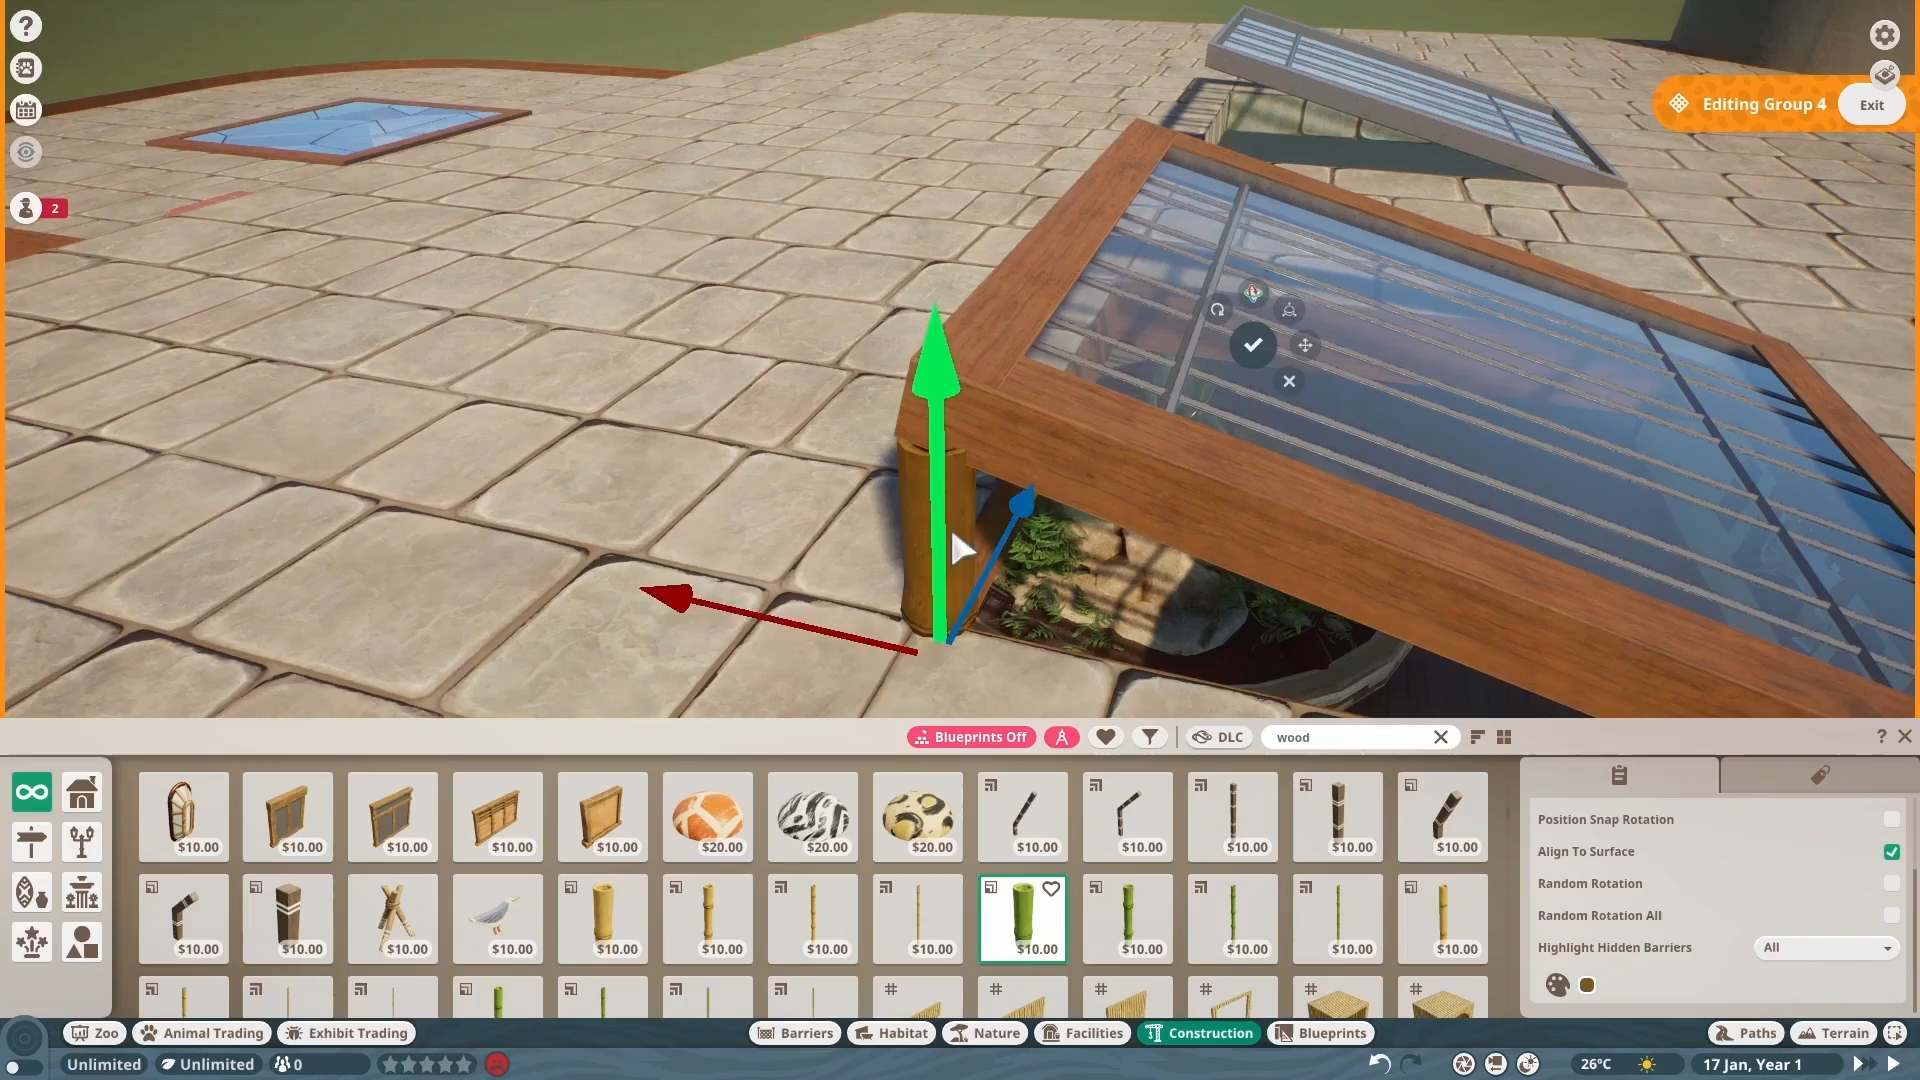 Editing Group 4
Exit
2
Blueprints Off
DLC
wood
?
$10.00 $10.00 $10.00 $10.00 $10.00 $20.00 $20.00 $20.00 $10.00 $10.00 $10.00 $10.00 $10.00
$10.00 $10.00 $10.00 $10.00 $10.00 $10.00 $10.00 $10.00 $10.00 $10.00 $10.00 $10.00 $10.00
Position Snap Rotation
Align To Surface
Random Rotation
Random Rotation All
Highlight Hidden Barriers All
Zoo Animal Trading Exhibit Trading Barriers Habitat Nature Facilities Construction Blueprints Paths Terrain
Unlimited Unlimited 0 26°C 17 Jan, Year 1